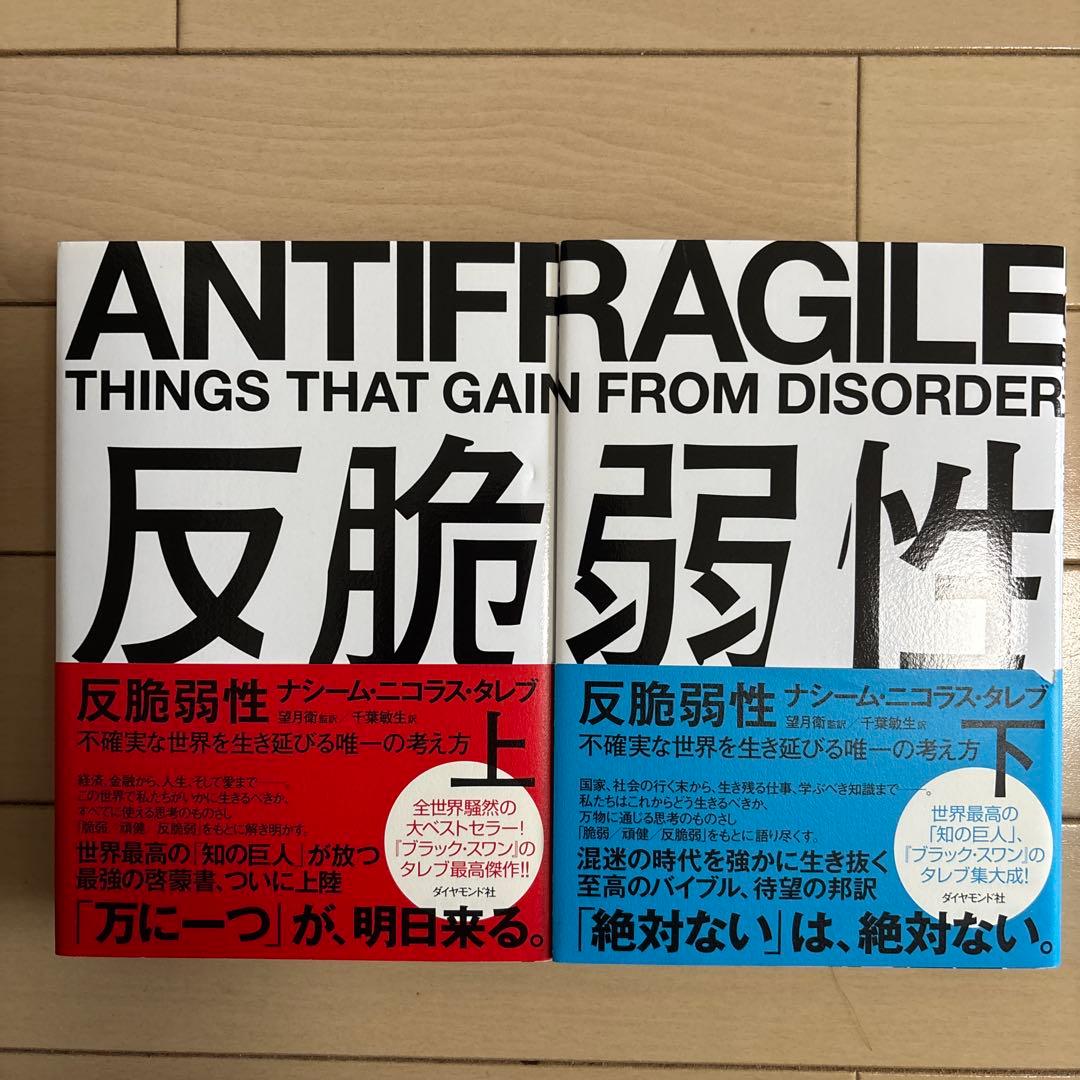 ANTIFRAGILE
THINGS THAT GAIN FROM DISORDER
反脆弱性
反脆弱性 ナシーム・ニコラス・タレブ
望月衛 監訳/千葉敏生 訳
不確実な世界を生き延びる唯一の考え方
上
経済、金融から、人生、そして愛まで――。
この世界で私たちがいかに生きるべきか、
すべてに使える思考のものさし
「脆弱/頑健/反脆弱」をもとに解き明かす。
世界最高の「知の巨人」が放つ
最強の啓蒙書、ついに上陸
「万に一つ」が、明日来る。
全世界騒然の
大ベストセラー!
『ブラック・スワン』の
タレブ最高傑作!!
ダイヤモンド社
反脆弱性 ナシーム・ニコラス・タレブ
望月衛 監訳/千葉敏生 訳
不確実な世界を生き延びる唯一の考え方
下
国家、社会の行く末から、生き残る仕事、学ぶべき知識まで――。
私たちはこれからどう生きるべきか、
万物に通じる思考のものさし
「脆弱/頑健/反脆弱」をもとに語り尽くす。
混迷の時代を強かに生き抜く
至高のバイブル、待望の邦訳
「絶対ない」は、絶対ない。
世界最高の
「知の巨人」、
『ブラック・スワン』の
タレブ集大成!
ダイヤモンド社